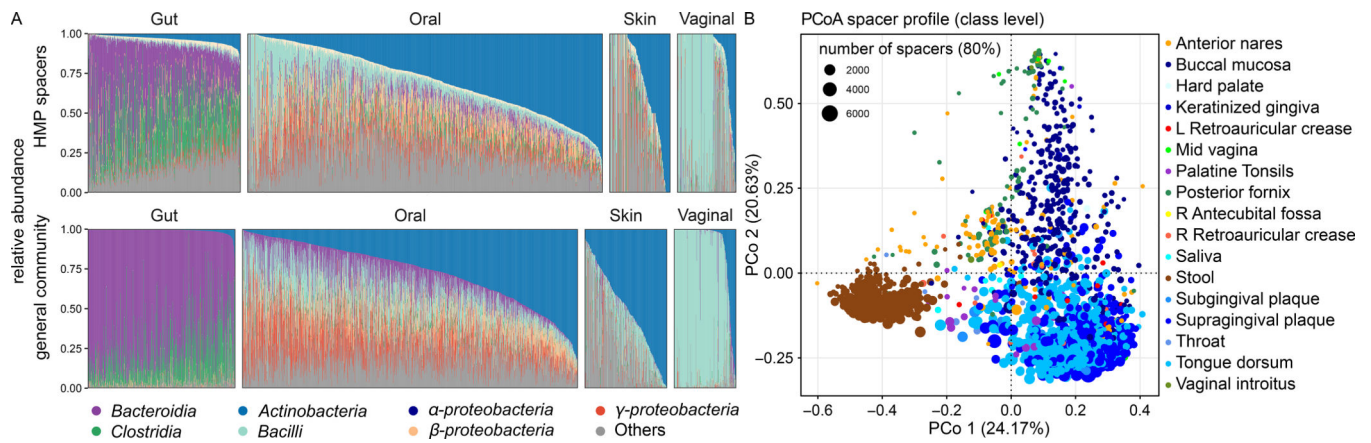 A
Gut
Oral
Skin
Vaginal
relative abundance
HMP spacers
1.00
0.75
0.50
0.25
0.00
Gut
Oral
Skin
Vaginal
general community
1.00
0.75
0.50
0.25
0.00
Bacteroidia
Actinobacteria
α-proteobacteria
γ-proteobacteria
Clostridia
Bacilli
β-proteobacteria
Others
B
PCoA spacer profile (class level)
number of spacers (80%)
2000
4000
6000
PCo 2 (20.63%)
0.50
0.25
0.00
−0.25
−0.6
−0.4
−0.2
0.0
0.2
0.4
PCo 1 (24.17%)
Anterior nares
Buccal mucosa
Hard palate
Keratinized gingiva
L Retroauricular crease
Mid vagina
Palatine Tonsils
Posterior fornix
R Antecubital fossa
R Retroauricular crease
Saliva
Stool
Subgingival plaque
Supragingival plaque
Throat
Tongue dorsum
Vaginal introitus